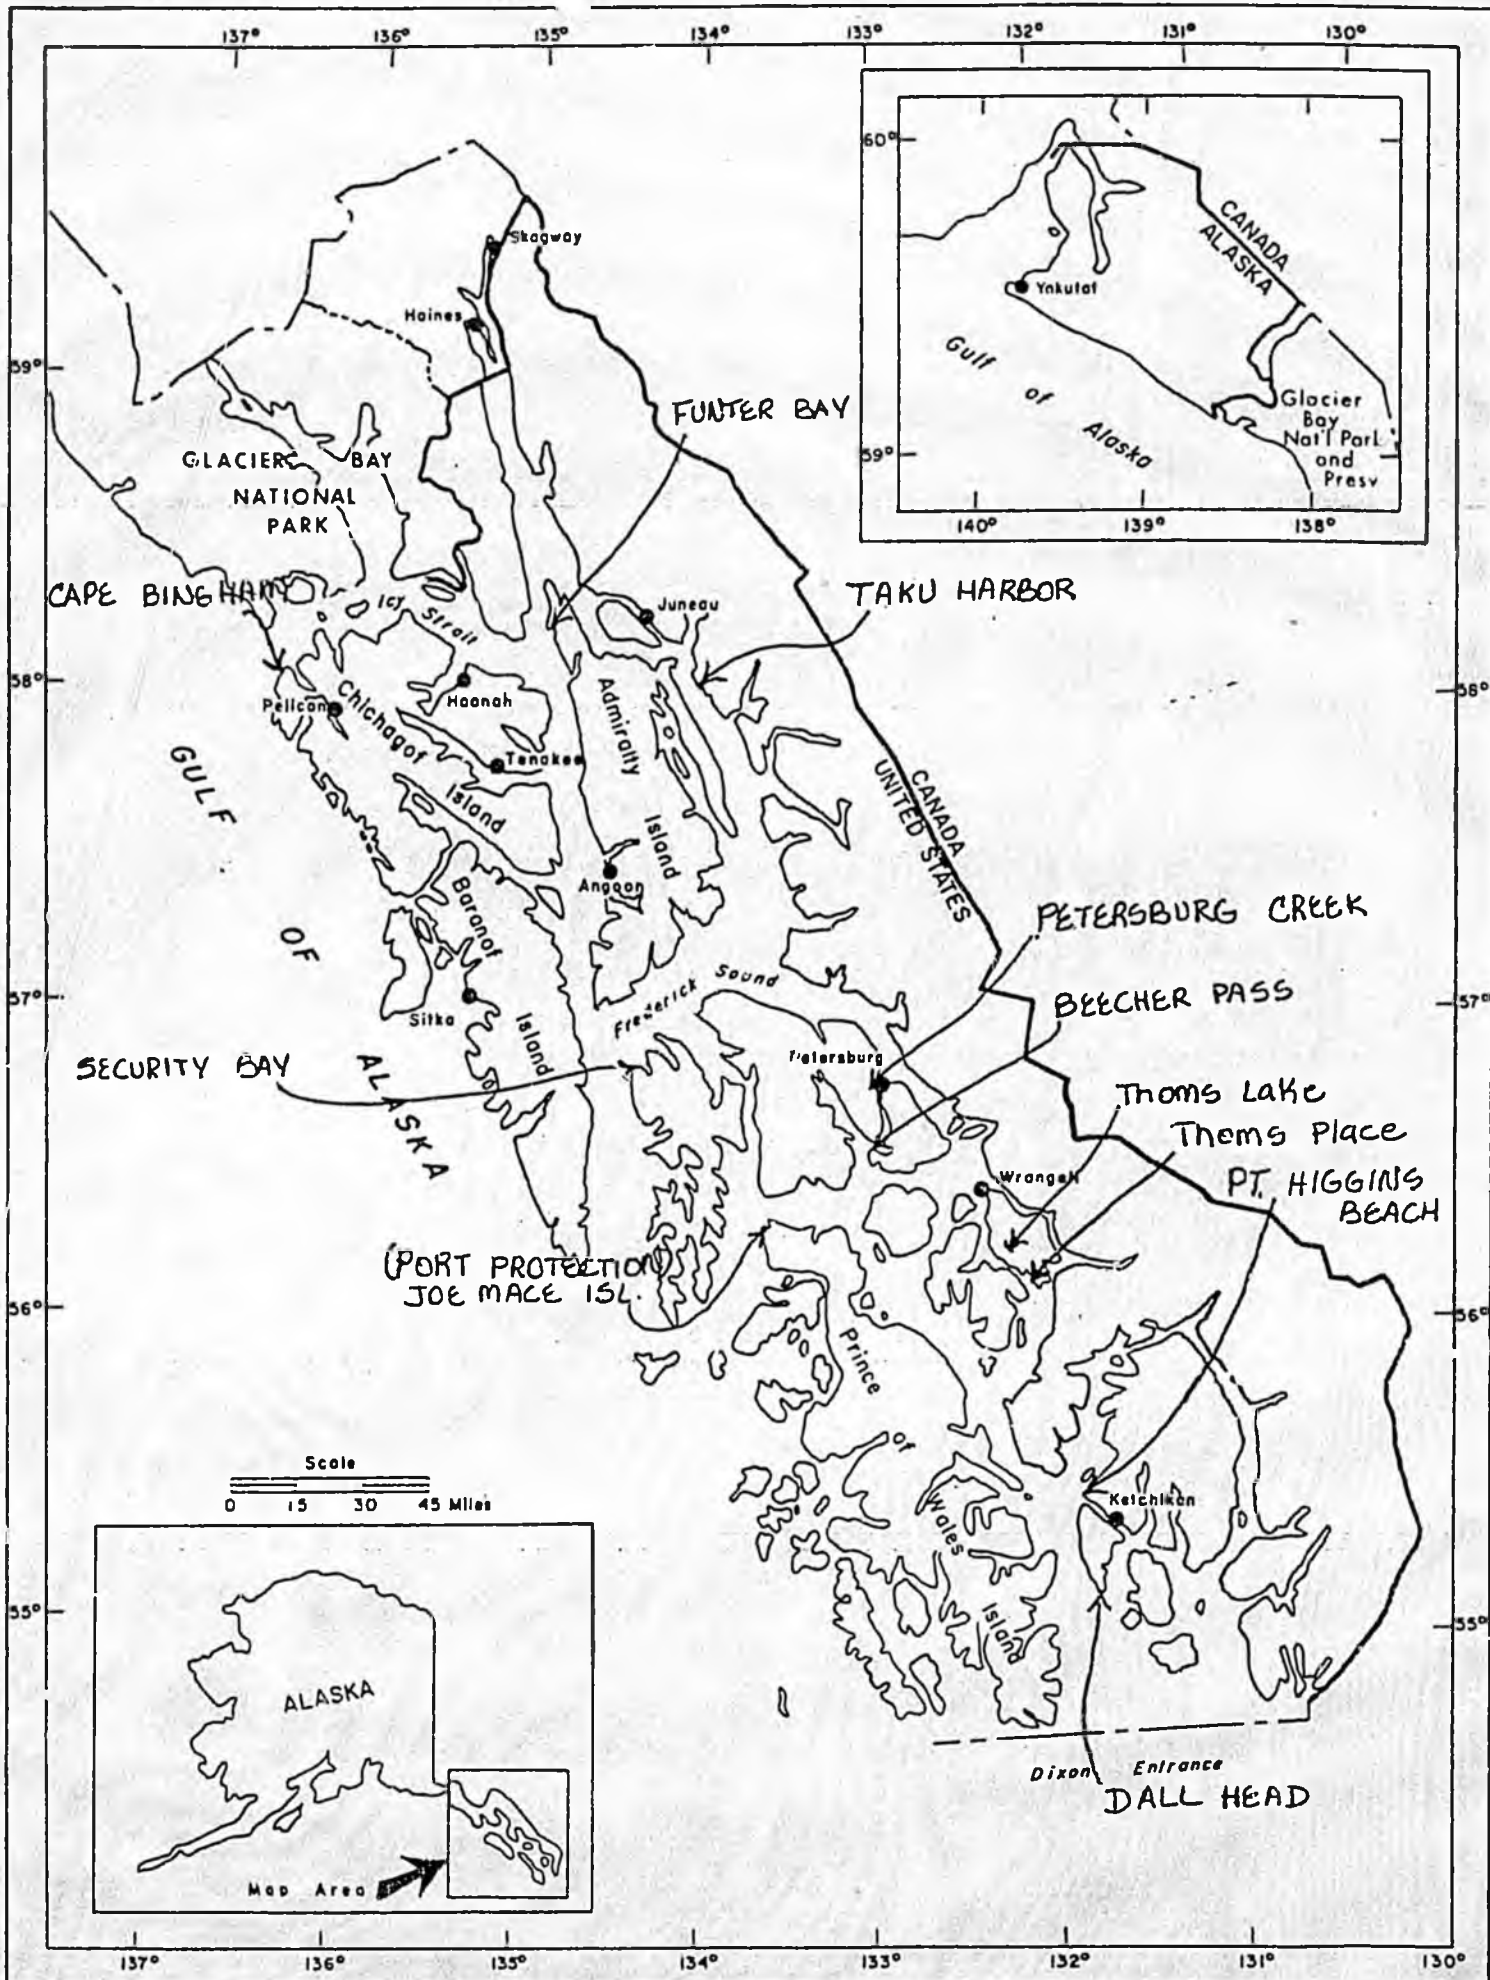 137° 136° 135° 134° 133° 132° 131° 130°
60°
CANADA
ALASKA
Yakutat
Gulf
of
Alaska
59°
Glacier
Bay
Nat'l Park
and
Presv
140° 139° 138°
Skagway
Haines
59°
FUNTER BAY
GLACIER BAY
NATIONAL
PARK
CAPE BINGHAM
Icy
Strait
Juneau
TAKU HARBOR
58°
58°
Pelican
Chichagof
Island
Hoonah
Tenakee
Admiralty
Island
Angoon
CANADA
UNITED STATES
GULF
OF
ALASKA
Baranof
Island
Sitka
57°
57°
Frederick Sound
PETERSBURG CREEK
BEECHER PASS
SECURITY BAY
Petersburg
Thoms Lake
Thoms Place
Wrangell
PT. HIGGINS
BEACH
(PORT PROTECTION)
JOE MACE ISL.
56°
56°
Prince
of
Wales
Island
Scale
0 15 30 45 Miles
Ketchikan
55°
55°
ALASKA
Map Area
Dixon Entrance
DALL HEAD
137° 136° 135° 134° 133° 132° 131° 130°